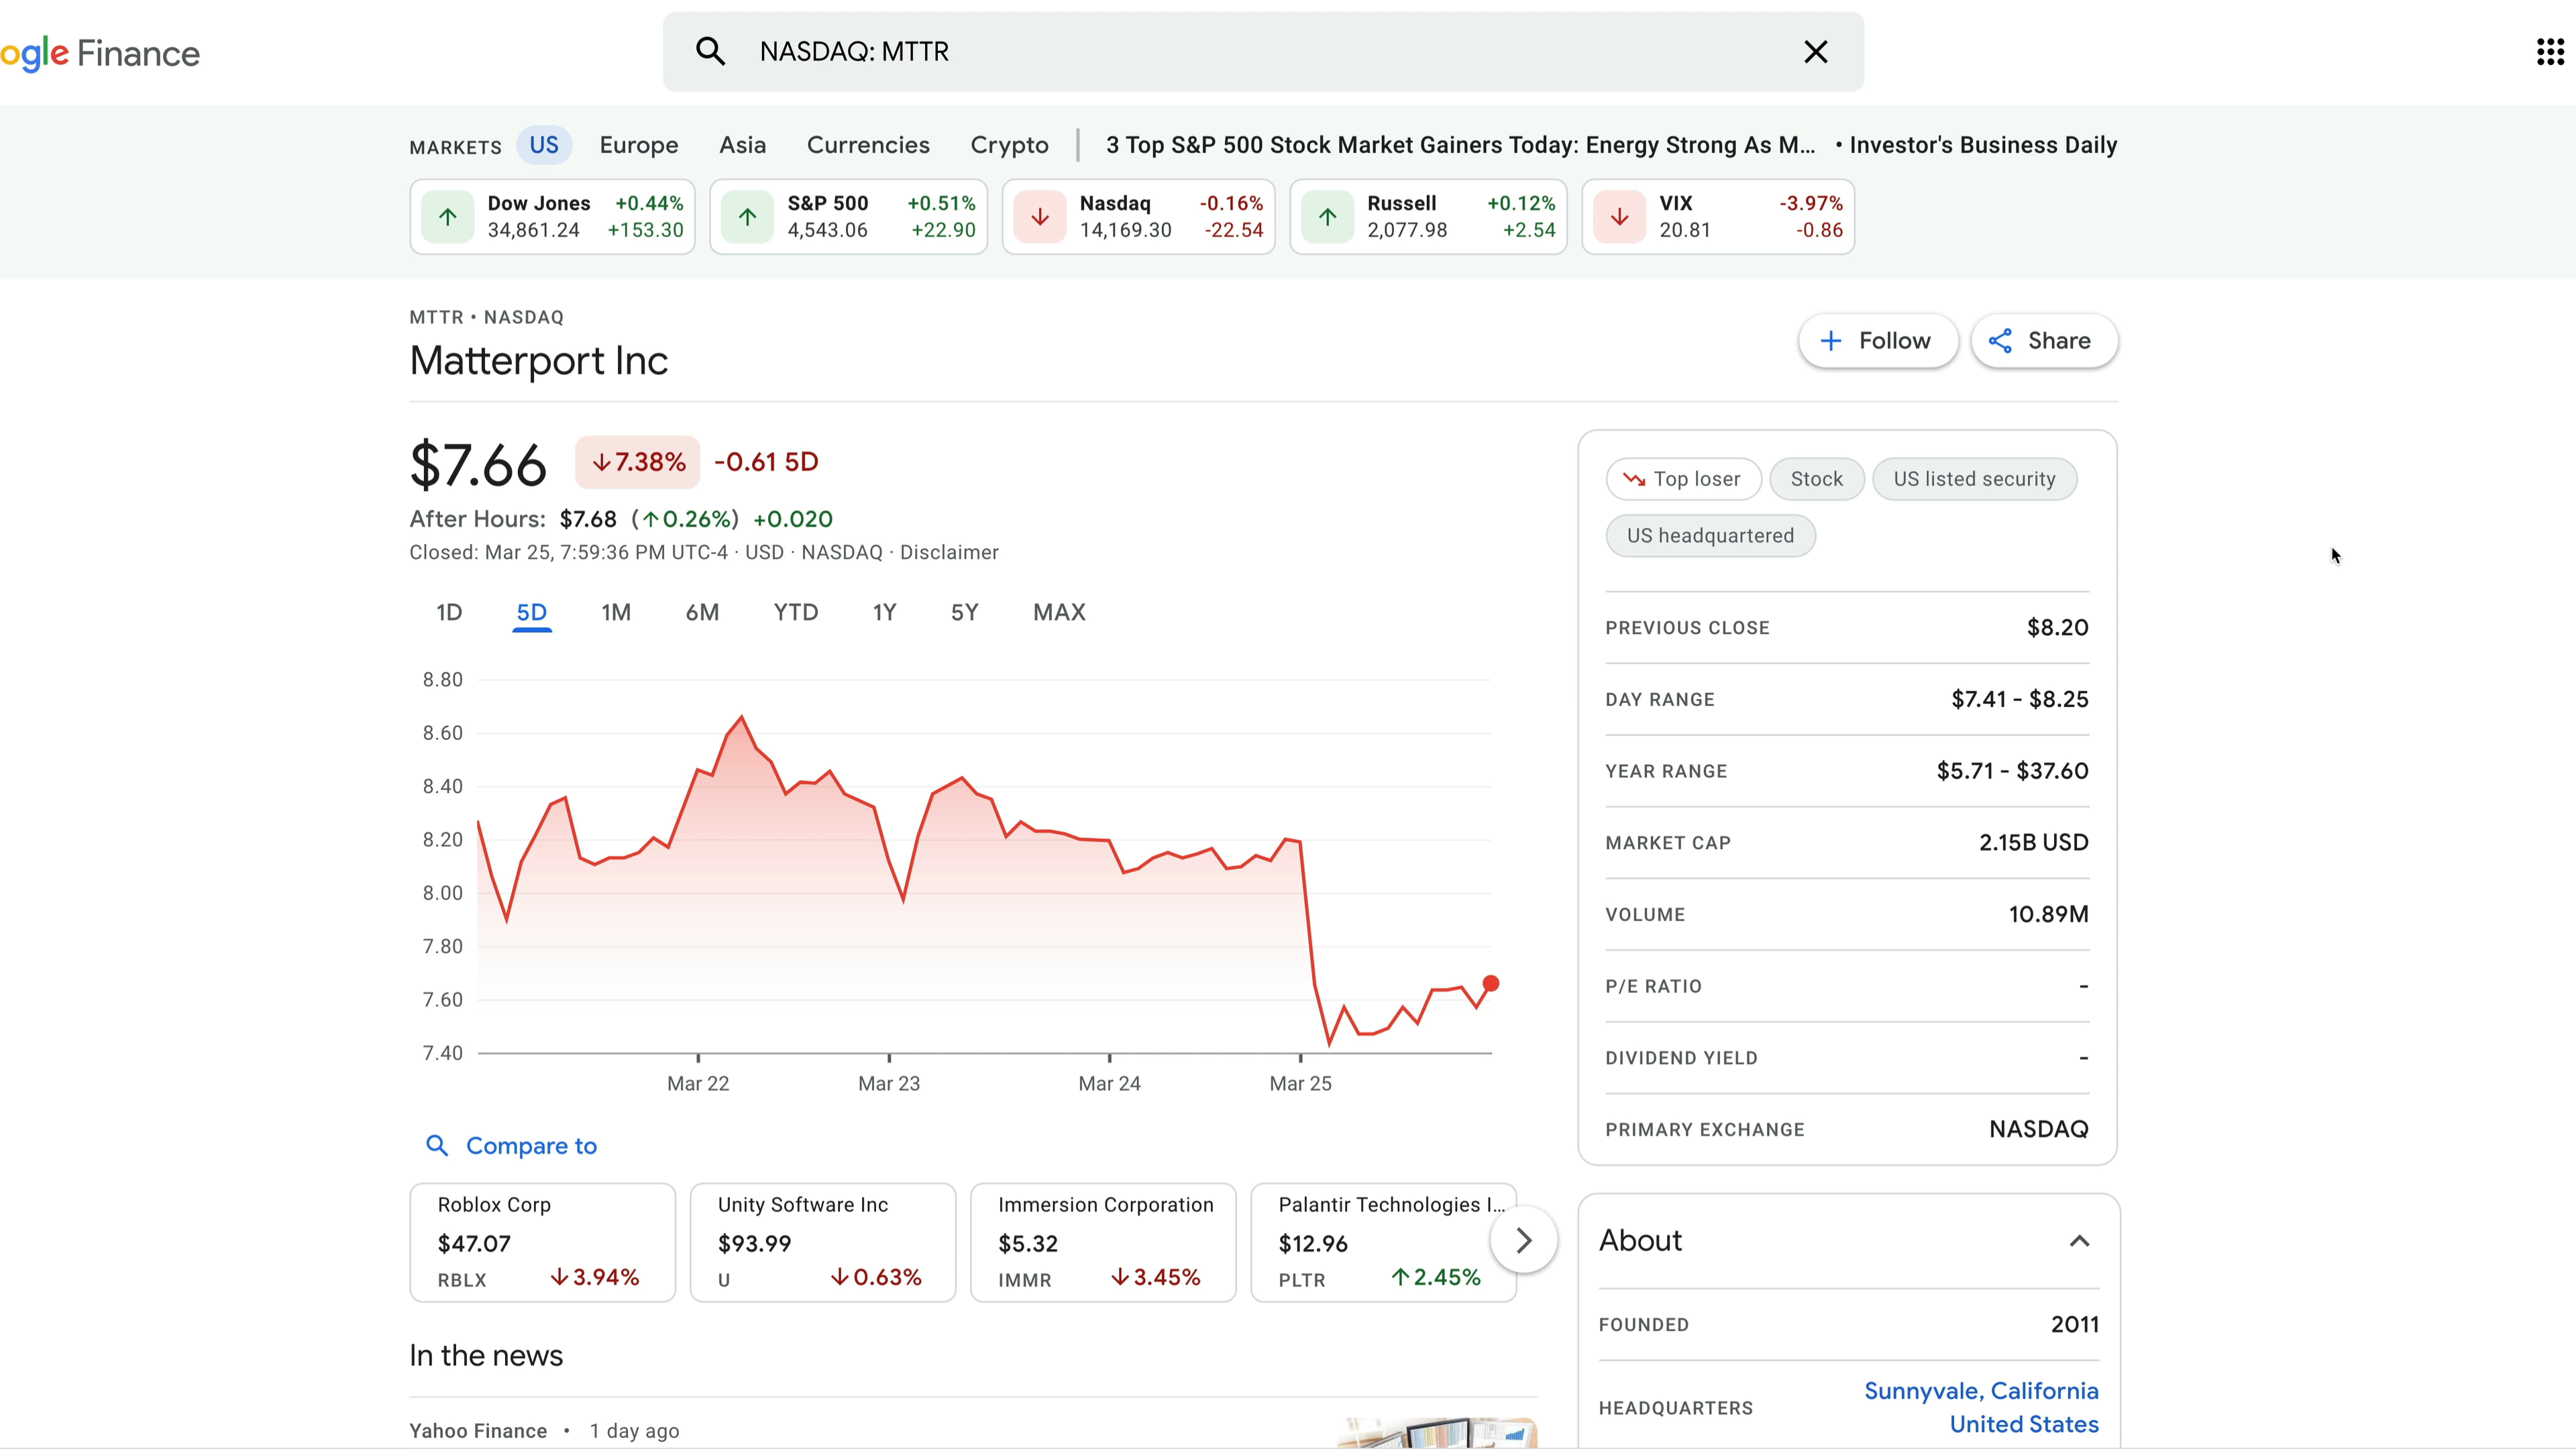 ogle Finance
NASDAQ: MTTR
MARKETS US Europe Asia Currencies Crypto 3 Top S&P 500 Stock Market Gainers Today: Energy Strong As M... • Investor's Business Daily
Dow Jones +0.44%
34,861.24 +153.30
S&P 500 +0.51%
4,543.06 +22.90
Nasdaq -0.16%
14,169.30 -22.54
Russell +0.12%
2,077.98 +2.54
VIX -3.97%
20.81 -0.86
MTTR • NASDAQ
Matterport Inc
Follow
Share
$7.66 ↓7.38% -0.61 5D
After Hours: $7.68 (↑0.26%) +0.020
Closed: Mar 25, 7:59:36 PM UTC-4 · USD · NASDAQ · Disclaimer
1D 5D 1M 6M YTD 1Y 5Y MAX
8.80
8.60
8.40
8.20
8.00
7.80
7.60
7.40
Mar 22 Mar 23 Mar 24 Mar 25
Compare to
Roblox Corp
$47.07
RBLX ↓3.94%
Unity Software Inc
$93.99
U ↓0.63%
Immersion Corporation
$5.32
IMMR ↓3.45%
Palantir Technologies I...
$12.96
PLTR ↑2.45%
In the news
Yahoo Finance • 1 day ago
Top loser Stock US listed security
US headquartered
PREVIOUS CLOSE $8.20
DAY RANGE $7.41 - $8.25
YEAR RANGE $5.71 - $37.60
MARKET CAP 2.15B USD
VOLUME 10.89M
P/E RATIO -
DIVIDEND YIELD -
PRIMARY EXCHANGE NASDAQ
About
FOUNDED 2011
HEADQUARTERS Sunnyvale, California
United States